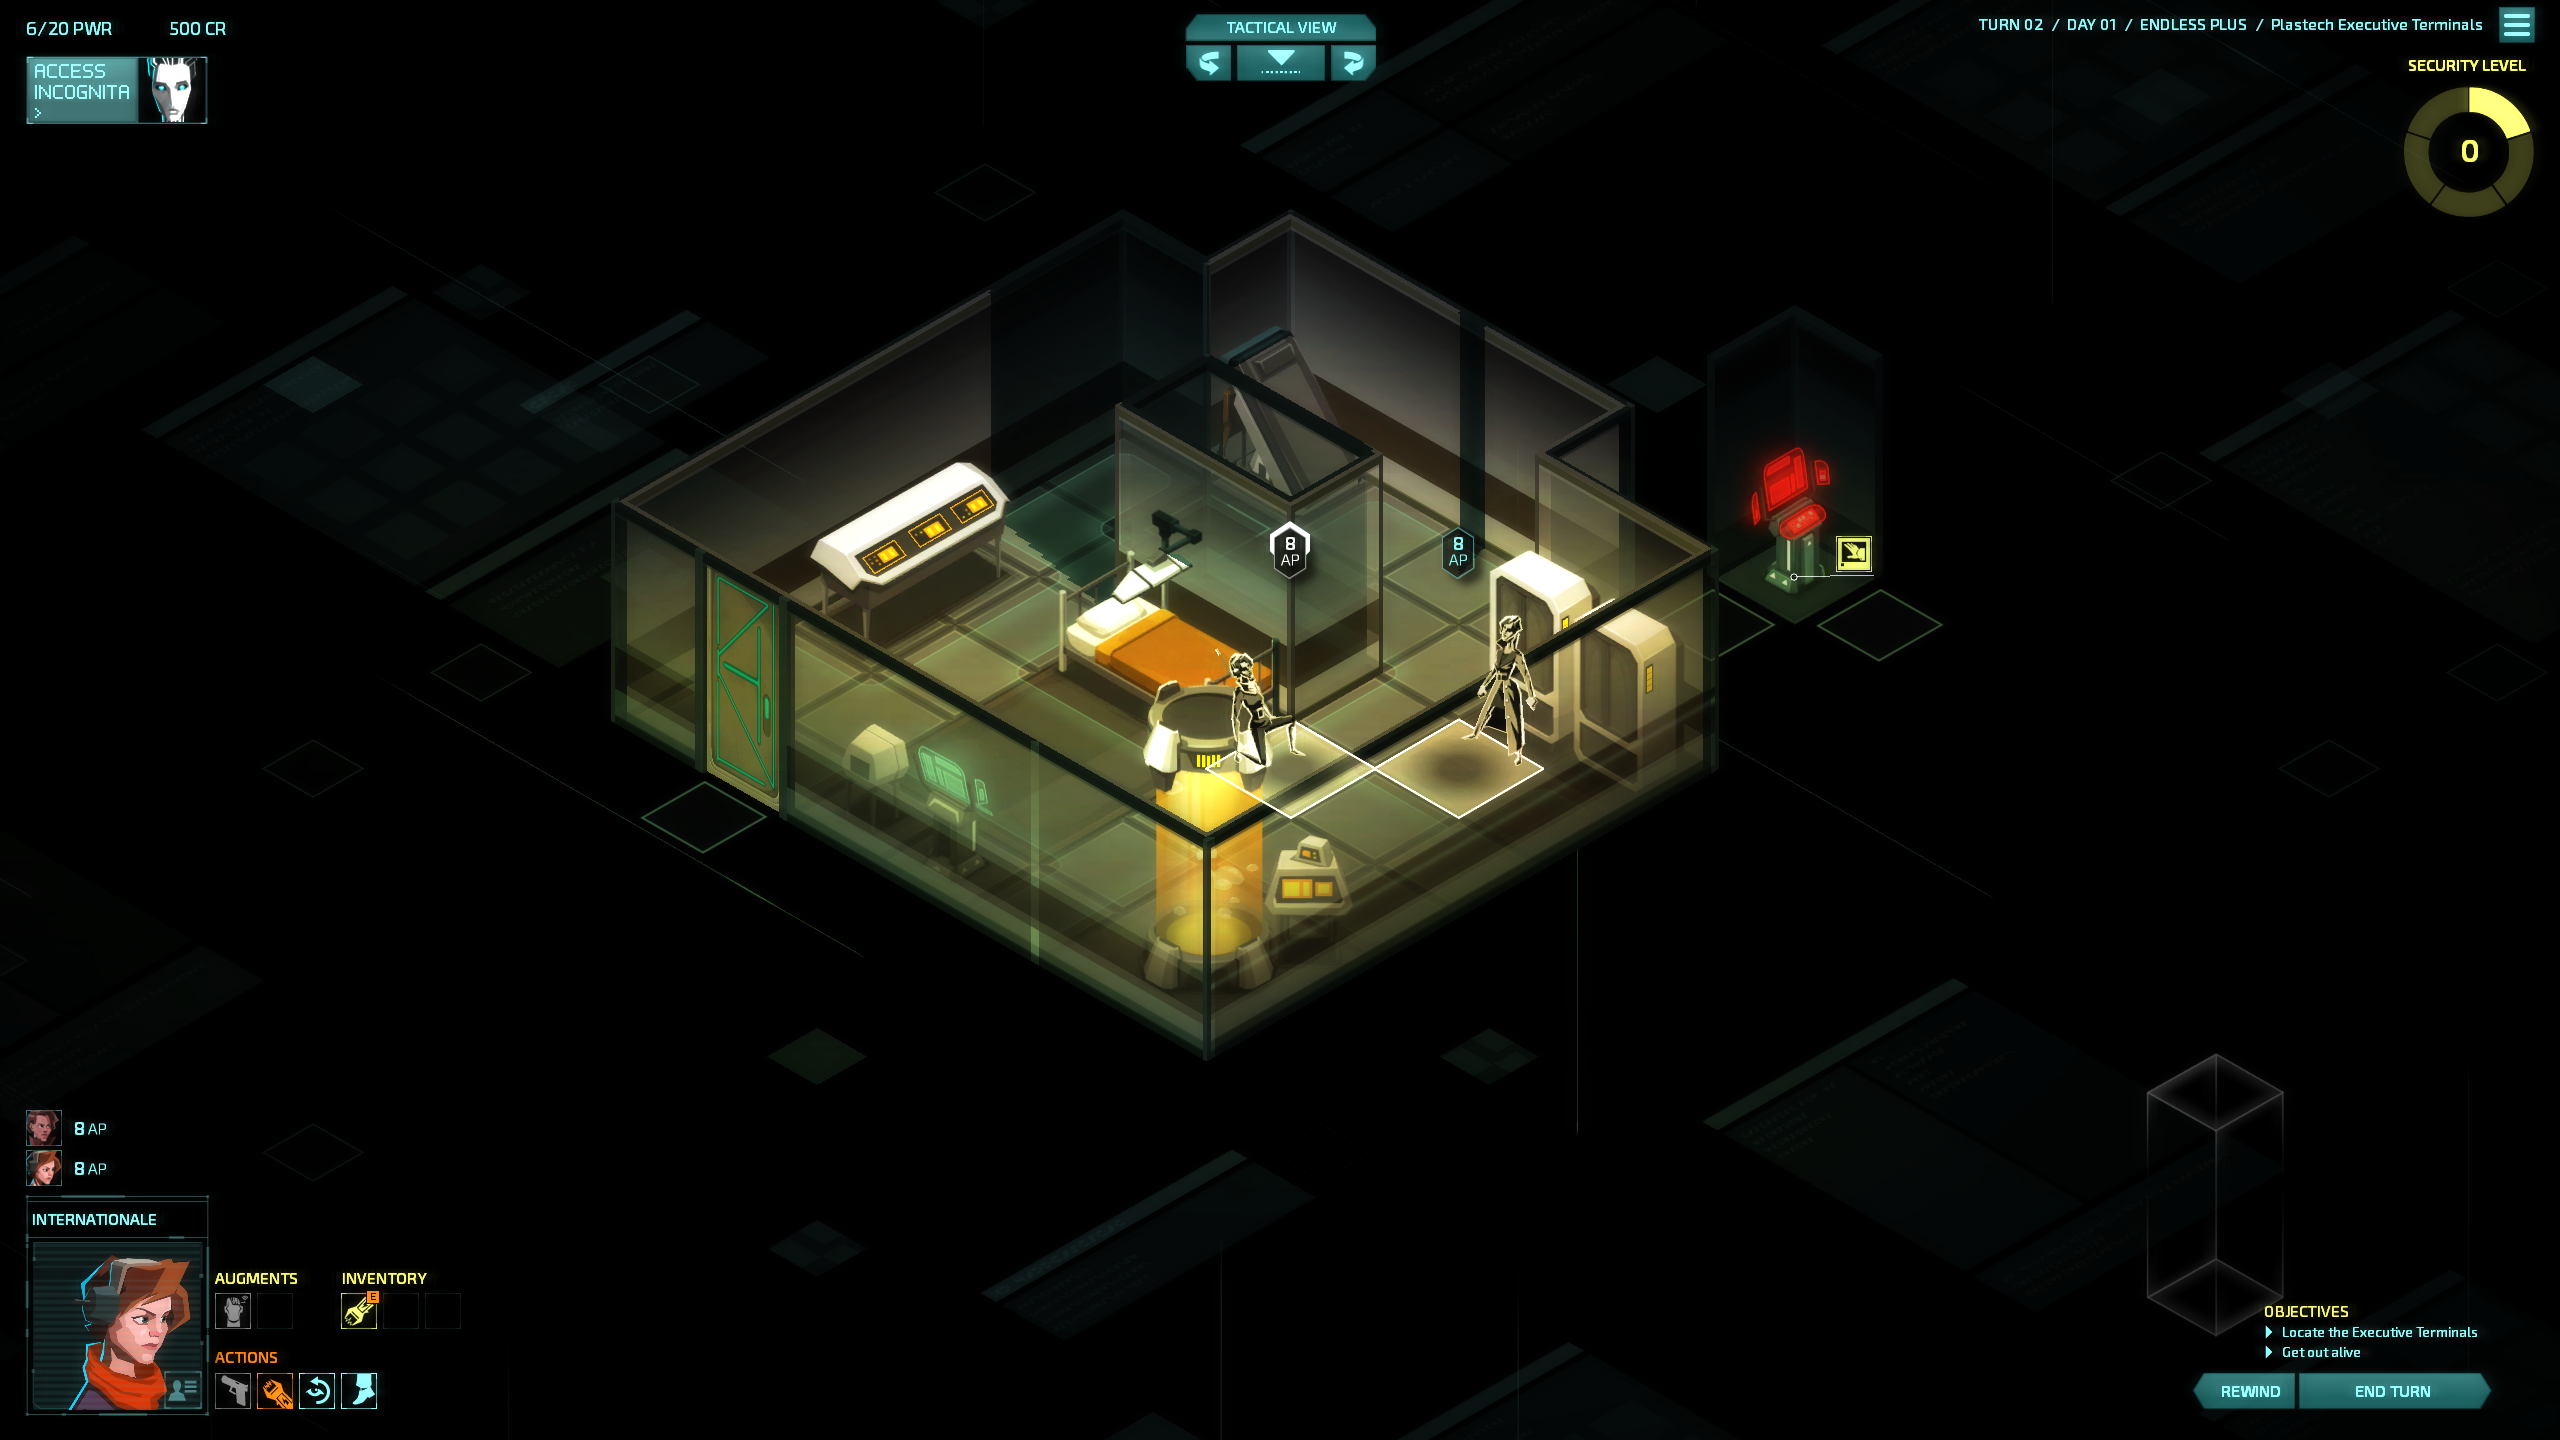 6/20 PWR 500 CR
TACTICAL VIEW
TURN 02 / DAY 01 / ENDLESS PLUS / Plastech Executive Terminals
ACCESS
INCOGNITA
>
SECURITY LEVEL
0
8
AP
8
AP
8 AP
8 AP
INTERNATIONALE
AUGMENTS INVENTORY
E
ACTIONS
OBJECTIVES
Locate the Executive Terminals
Get out alive
REWIND END TURN